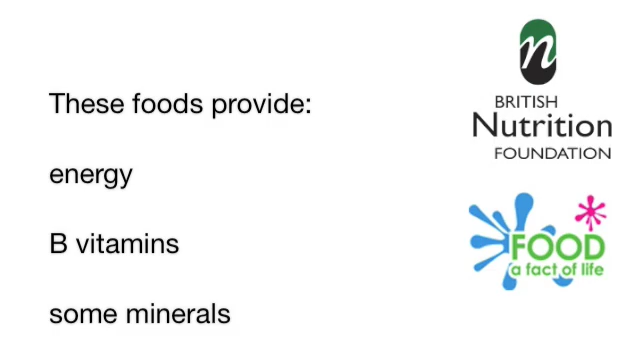 These foods provide:
energy
B vitamins
some minerals
n
BRITISH
Nutrition
FOUNDATION
FOOD
a fact of life